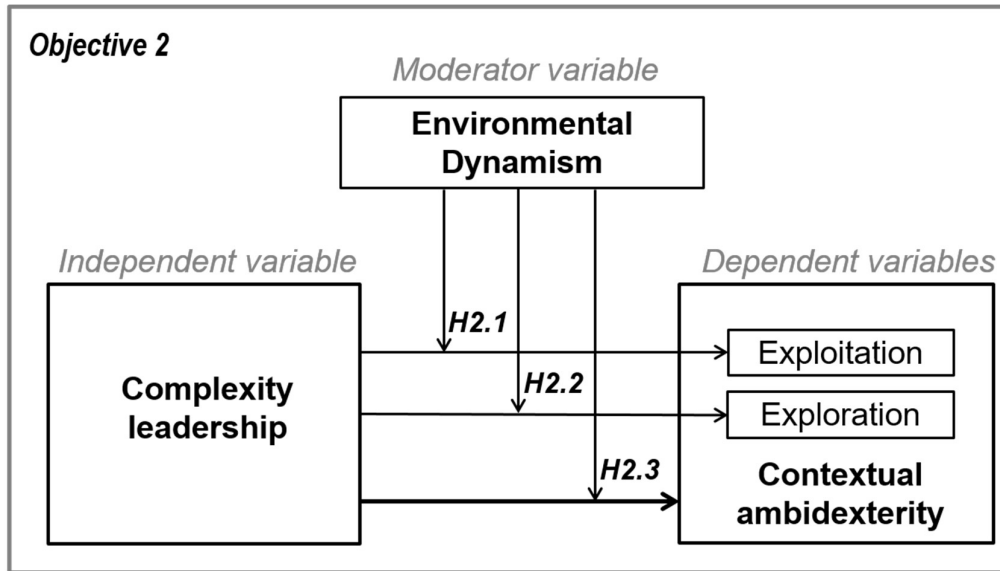 Objective 2
Moderator variable
Environmental
Dynamism
Independent variable
Dependent variables
Complexity
leadership
H2.1
H2.2
H2.3
Exploitation
Exploration
Contextual
ambidexterity